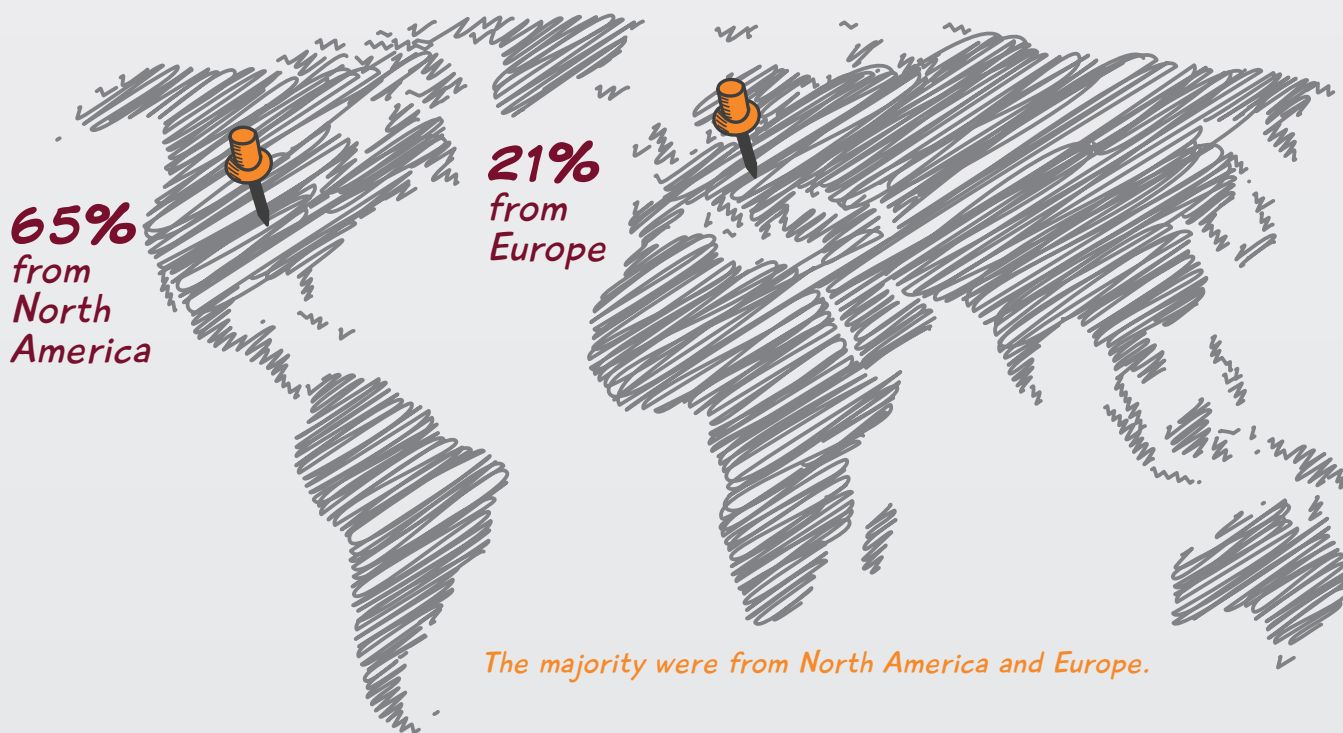 65%
from
North
America
21%
from
Europe
The majority were from North America and Europe.